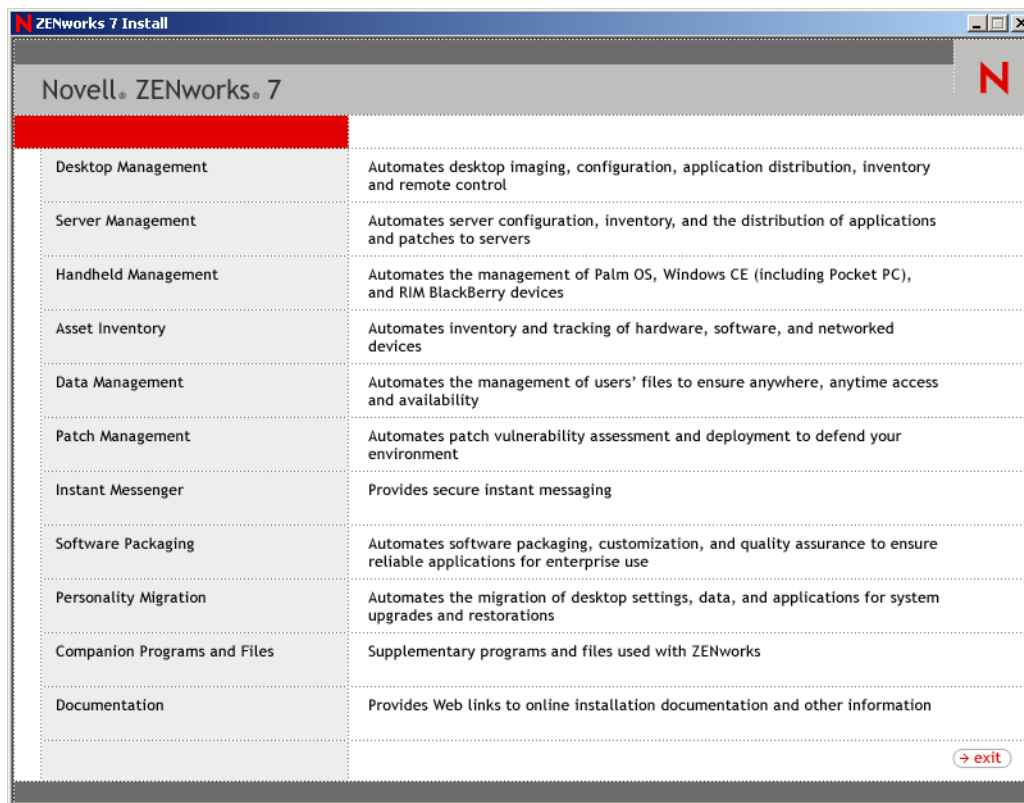 ZENworks 7 Install
Novell® ZENworks® 7
N
Desktop Management
Automates desktop imaging, configuration, application distribution, inventory
and remote control
Server Management
Automates server configuration, inventory, and the distribution of applications
and patches to servers
Handheld Management
Automates the management of Palm OS, Windows CE (including Pocket PC),
and RIM BlackBerry devices
Asset Inventory
Automates inventory and tracking of hardware, software, and networked
devices
Data Management
Automates the management of users’ files to ensure anywhere, anytime access
and availability
Patch Management
Automates patch vulnerability assessment and deployment to defend your
environment
Instant Messenger
Provides secure instant messaging
Software Packaging
Automates software packaging, customization, and quality assurance to ensure
reliable applications for enterprise use
Personality Migration
Automates the migration of desktop settings, data, and applications for system
upgrades and restorations
Companion Programs and Files
Supplementary programs and files used with ZENworks
Documentation
Provides Web links to online installation documentation and other information
→ exit